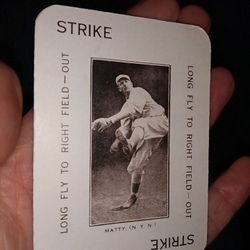 STRIKE
LONG FLY TO RIGHT FIELD—OUT
LONG FLY TO RIGHT FIELD—OUT
MATTY, (N Y N)
STRIKE